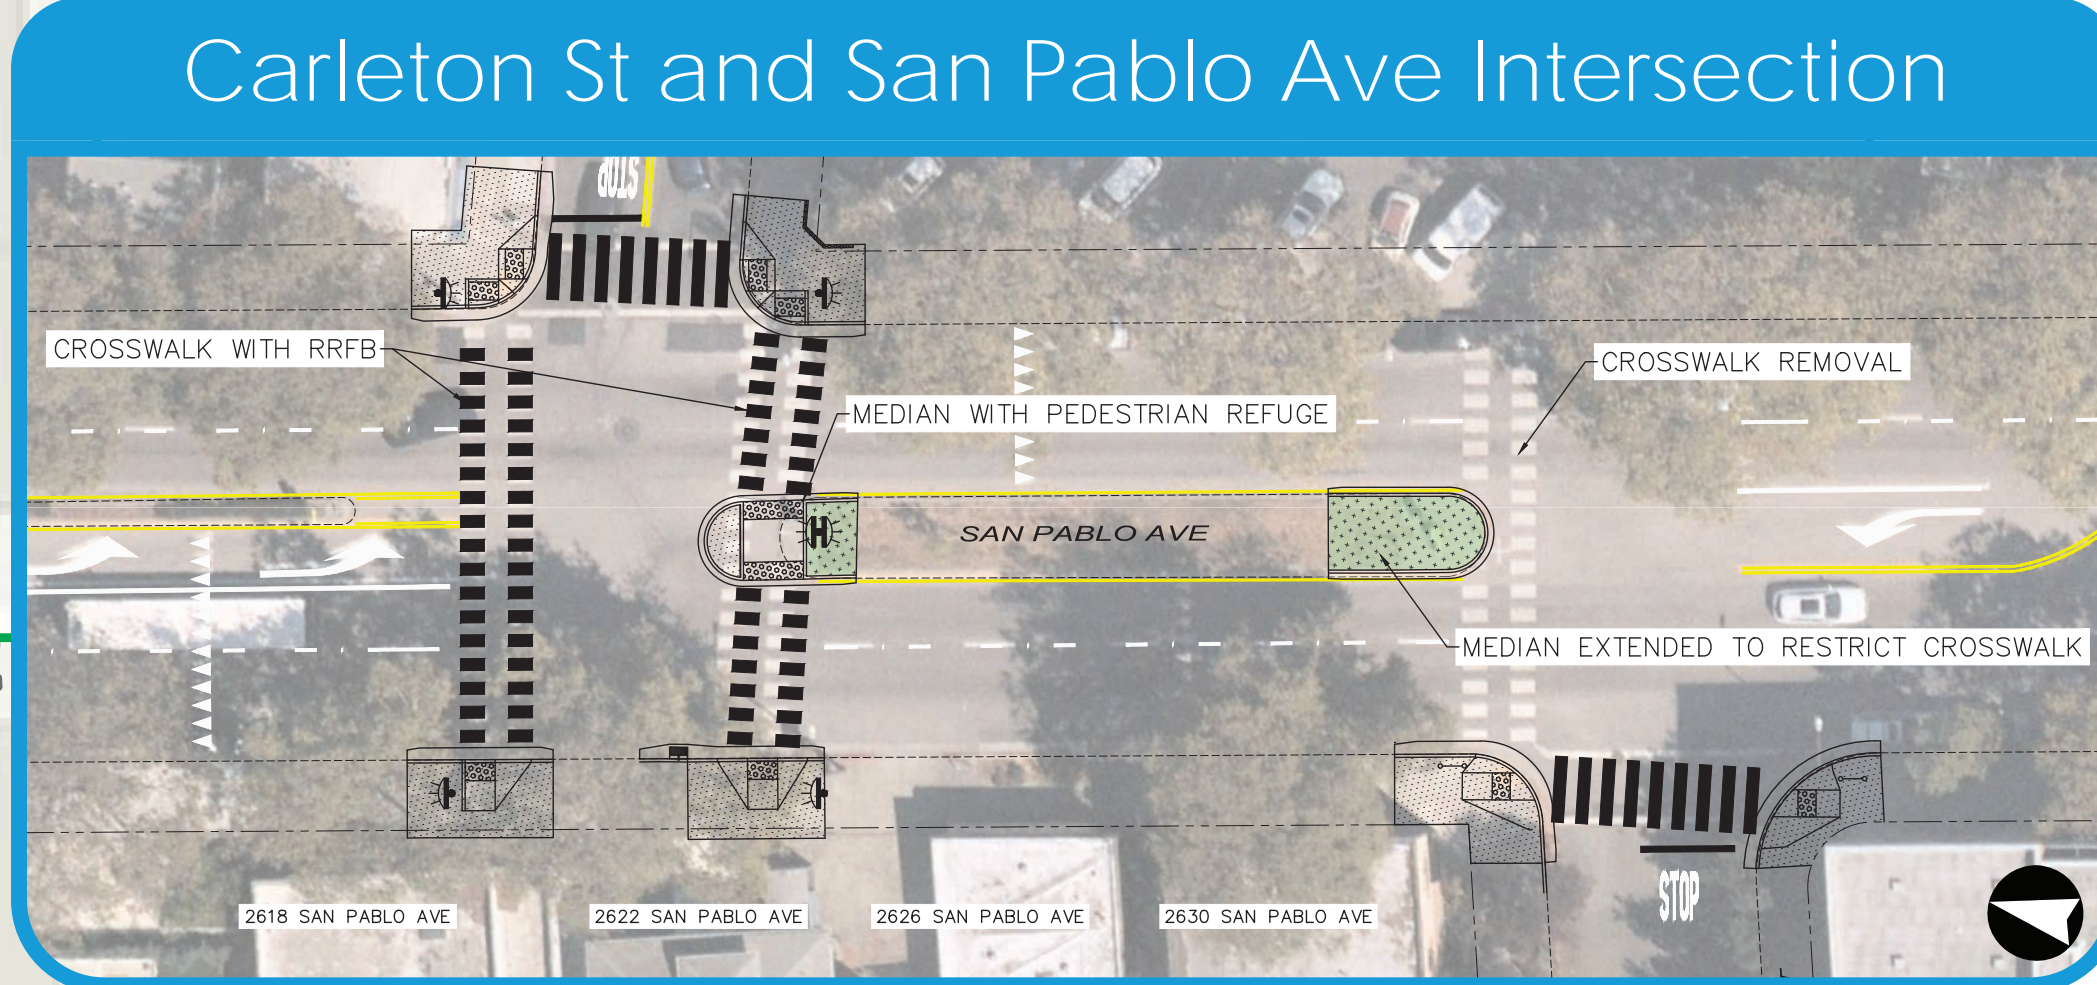 Carleton St and San Pablo Ave Intersection
STOP
CROSSWALK WITH RRFB
CROSSWALK REMOVAL
MEDIAN WITH PEDESTRIAN REFUGE
SAN PABLO AVE
MEDIAN EXTENDED TO RESTRICT CROSSWALK
STOP
2618 SAN PABLO AVE
2622 SAN PABLO AVE
2626 SAN PABLO AVE
2630 SAN PABLO AVE